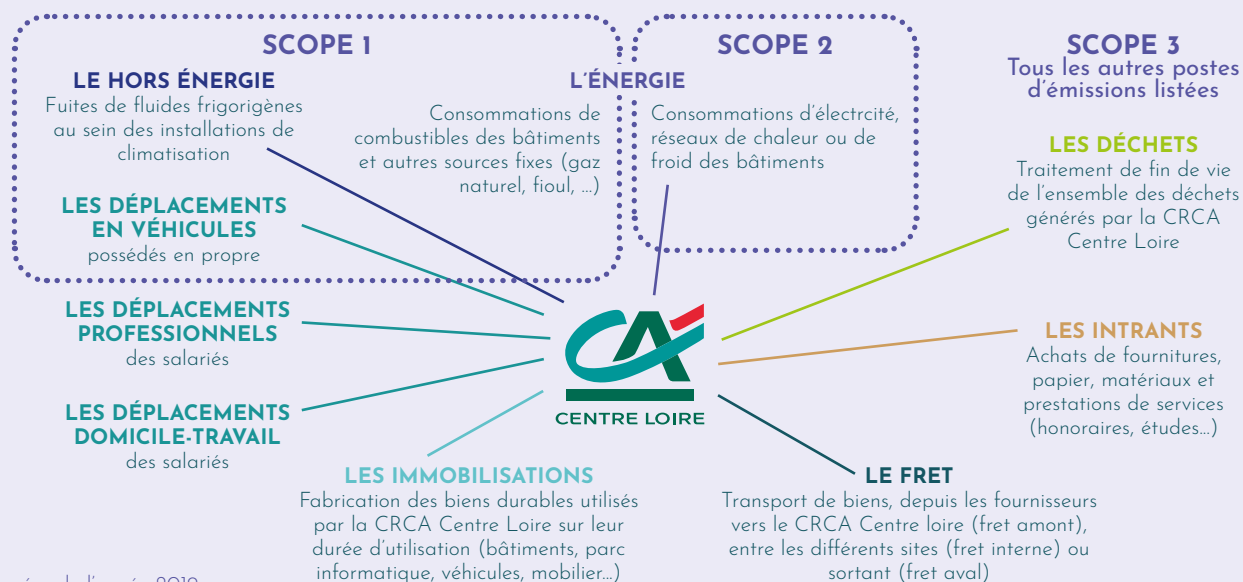 SCOPE 1
LE HORS ÉNERGIE
Fuites de fluides frigorigènes
au sein des installations de
climatisation
LES DÉPLACEMENTS
EN VÉHICULES
possédés en propre
L'ÉNERGIE
Consommations de
combustibles des bâtiments
et autres sources fixes (gaz
naturel, fioul, ...)
SCOPE 2
Consommations d'électrcité,
réseaux de chaleur ou de
froid des bâtiments
SCOPE 3
Tous les autres postes
d'émissions listées
LES DÉCHETS
Traitement de fin de vie
de l'ensemble des déchets
générés par la CRCA
Centre Loire
LES DÉPLACEMENTS
PROFESSIONNELS
des salariés
LES DÉPLACEMENTS
DOMICILE-TRAVAIL
des salariés
CA
CENTRE LOIRE
LES INTRANTS
Achats de fournitures,
papier, matériaux et
prestations de services
(honoraires, études...)
LES IMMOBILISATIONS
Fabrication des biens durables utilisés
par la CRCA Centre Loire sur leur
durée d'utilisation (bâtiments, parc
informatique, véhicules, mobilier...)
LE FRET
Transport de biens, depuis les fournisseurs
vers le CRCA Centre loire (fret amont),
entre les différents sites (fret interne) ou
sortant (fret aval)